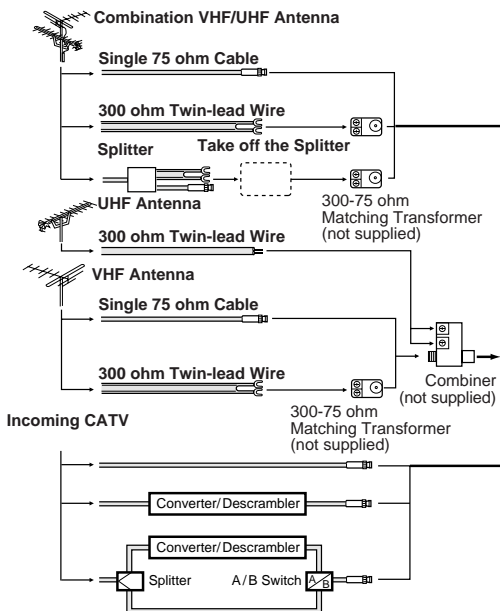 Combination VHF/UHF Antenna
Single 75 ohm Cable
300 ohm Twin-lead Wire
Splitter
Take off the Splitter
UHF Antenna
300-75 ohm
Matching Transformer
(not supplied)
300 ohm Twin-lead Wire
VHF Antenna
Single 75 ohm Cable
300 ohm Twin-lead Wire
Combiner
(not supplied)
300-75 ohm
Matching Transformer
(not supplied)
Incoming CATV
Converter/Descrambler
Converter/Descrambler
Splitter
A/B Switch
A/B